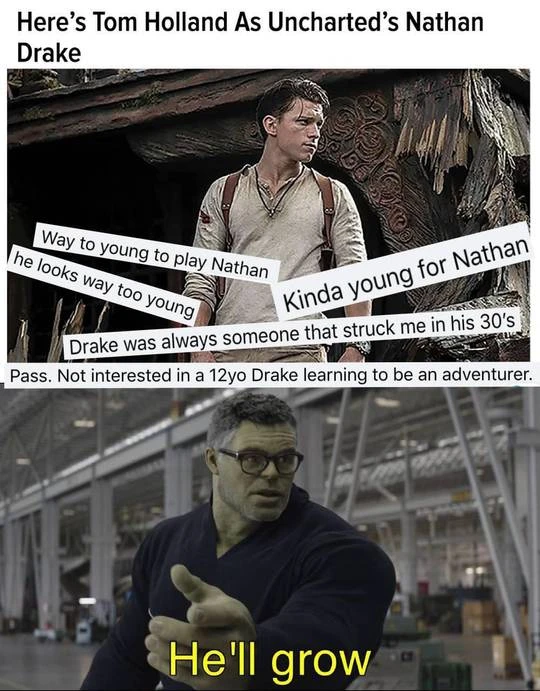 Here's Tom Holland As Uncharted's Nathan
Drake
Way to young to play Nathan
he looks way too young
Kinda young for Nathan
Drake was always someone that struck me in his 30's
Pass. Not interested in a 12yo Drake learning to be an adventurer.
He'll grow